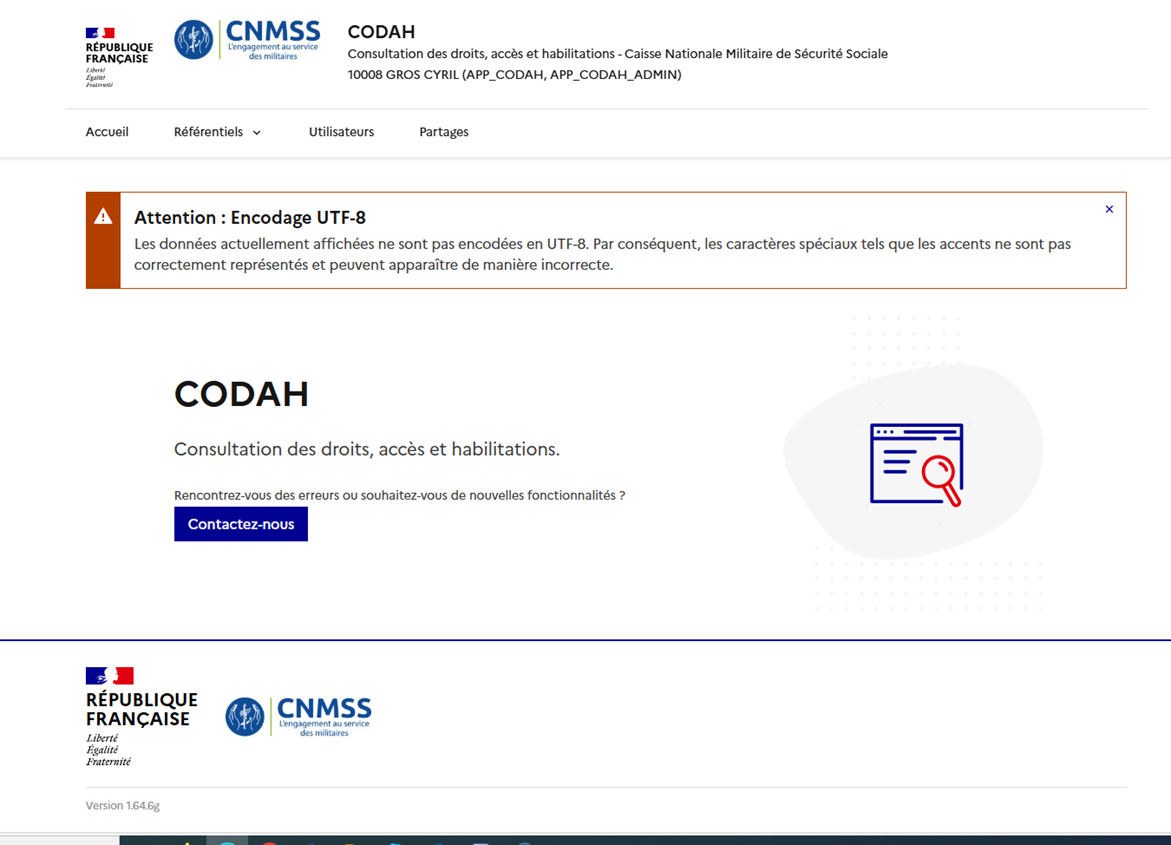 RÉPUBLIQUE
FRANÇAISE
Liberté
Égalité
Fraternité
CNMSS
L'engagement au service
des militaires
CODAH
Consultation des droits, accès et habilitations - Caisse Nationale Militaire de Sécurité Sociale
10008 GROS CYRIL (APP_CODAH, APP_CODAH_ADMIN)
Accueil Référentiels Utilisateurs Partages
Attention : Encodage UTF-8
Les données actuellement affichées ne sont pas encodées en UTF-8. Par conséquent, les caractères spéciaux tels que les accents ne sont pas
correctement représentés et peuvent apparaître de manière incorrecte.
CODAH
Consultation des droits, accès et habilitations.
Rencontrez-vous des erreurs ou souhaitez-vous de nouvelles fonctionnalités ?
Contactez-nous
RÉPUBLIQUE
FRANÇAISE
Liberté
Égalité
Fraternité
CNMSS
L'engagement au service
des militaires
Version 1.64.6g